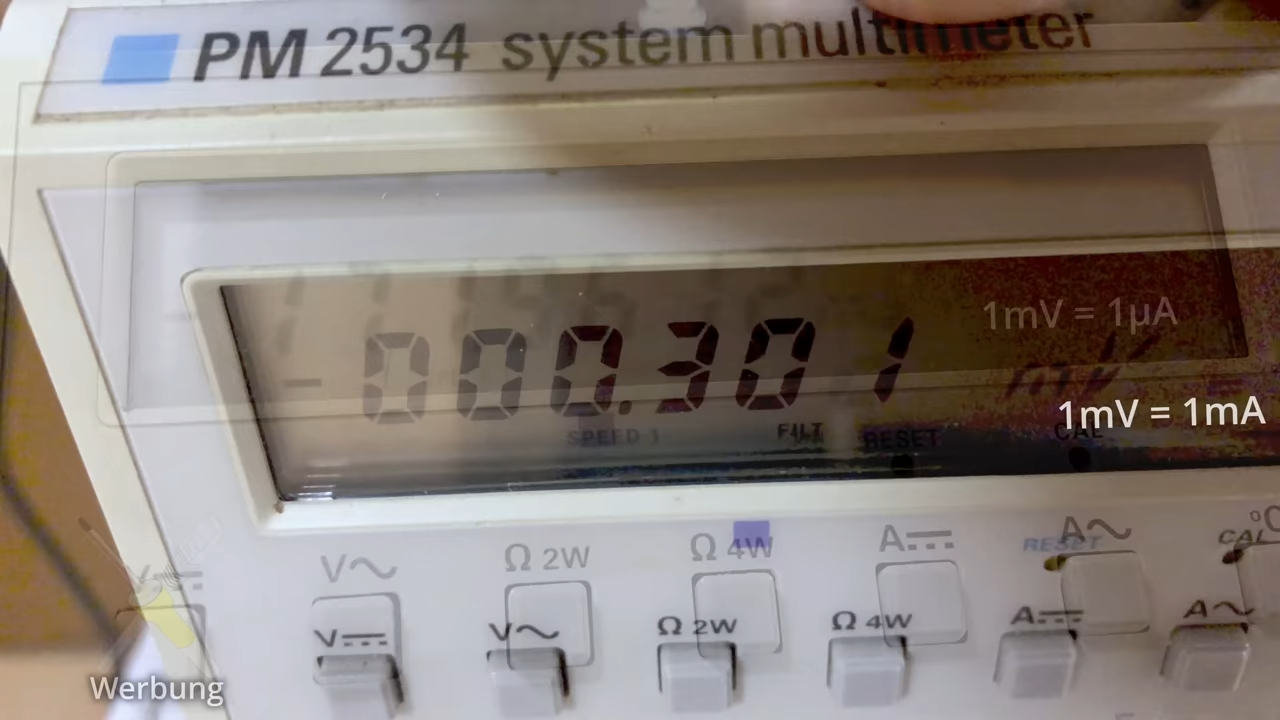 PM 2534 system multimeter
1mV = 1µA
-000.301 mV
1mV = 1mA
SPEED 1 FILT RESET CAL
V~ Ω 2W Ω 4W A⎓ RESET A~ CAL °C
V⎓ V~ Ω 2W Ω 4W A⎓ A~
Werbung